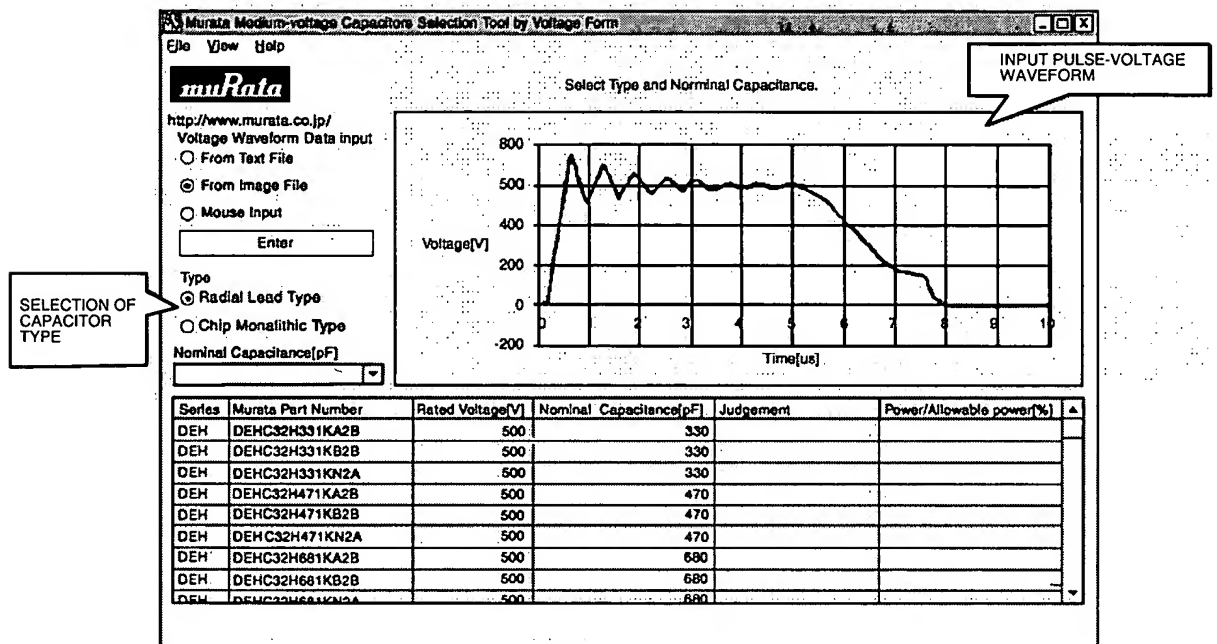 Murata Medium-voltage Capacitors Selection Tool by Voltage Form
File View Help
INPUT PULSE-VOLTAGE
WAVEFORM
muRata
Select Type and Norminal Capacitance.
http://www.murata.co.jp/
Voltage Waveform Data input
From Text File
From Image File
Mouse Input
Enter
SELECTION OF
CAPACITOR
TYPE
Type
Radial Lead Type
Chip Monalithic Type
Nominal Capacitance[pF]
800
500
400
200
0
-200
Voltage[V]
0 1 2 3 4 5 6 7 8 9 10
Time[us]
Series Murata Part Number Rated Voltage[V] Nominal Capacitance[pF] Judgement Power/Allowable power[%]
DEH DEHC32H331KA2B 500 330
DEH DEHC32H331KB2B 500 330
DEH DEHC32H331KN2A 500 330
DEH DEHC32H471KA2B 500 470
DEH DEHC32H471KB2B 500 470
DEH DEHC32H471KN2A 500 470
DEH DEHC32H681KA2B 500 680
DEH DEHC32H681KB2B 500 680
DEH DEHC32H681KN2A 500 680